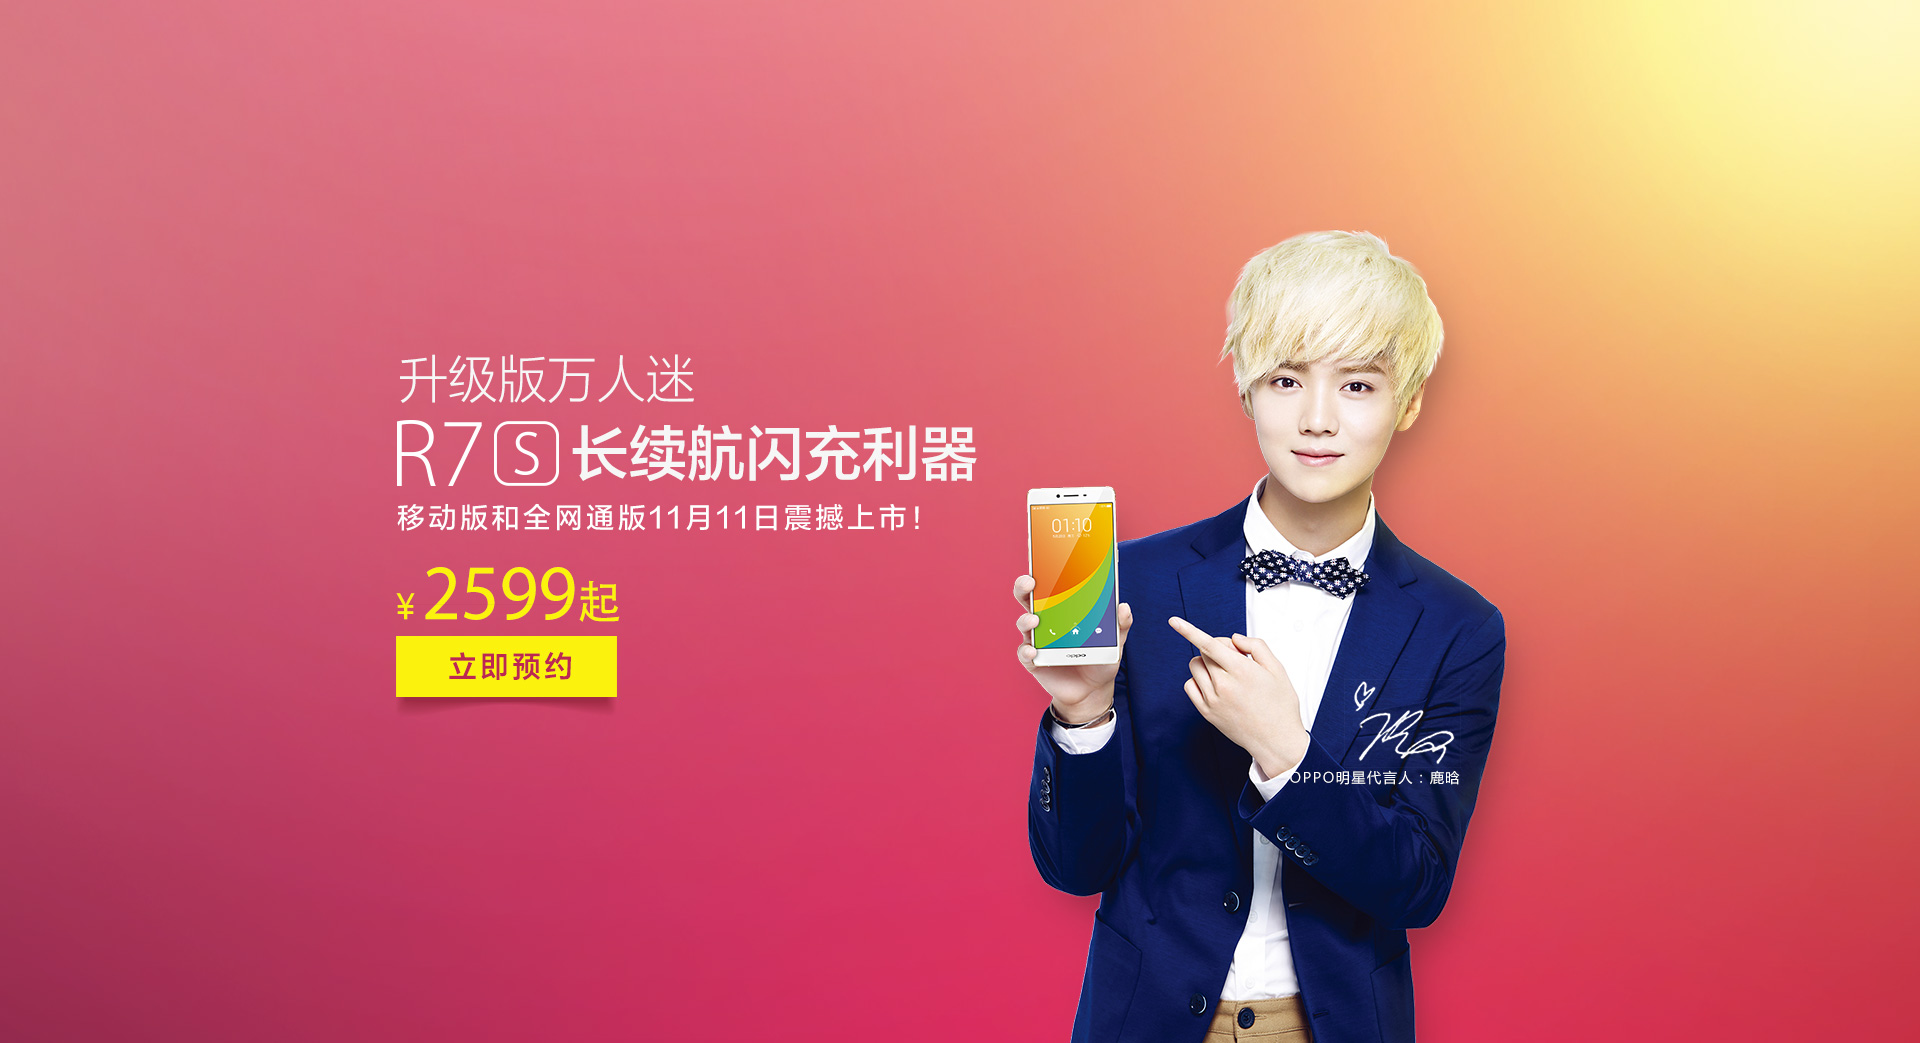 升级版万人迷
R7S 长续航闪充利器
移动版和全网通版11月11日震撼上市!
¥2599起
立即预约
01:10
oppo
OPPO明星代言人：鹿晗